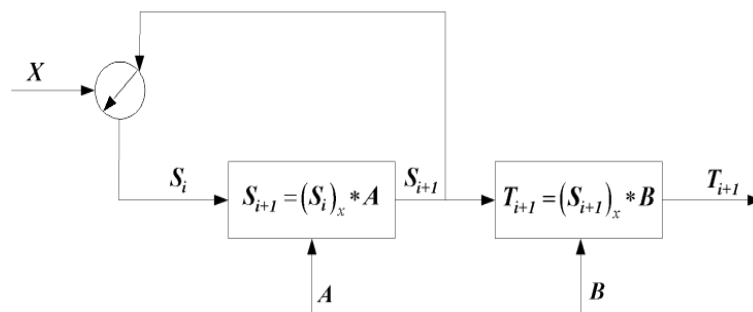 X
S_i
S_{i+1} = (S_i)_x * A
S_{i+1}
T_{i+1} = (S_{i+1})_x * B
T_{i+1}
A
B